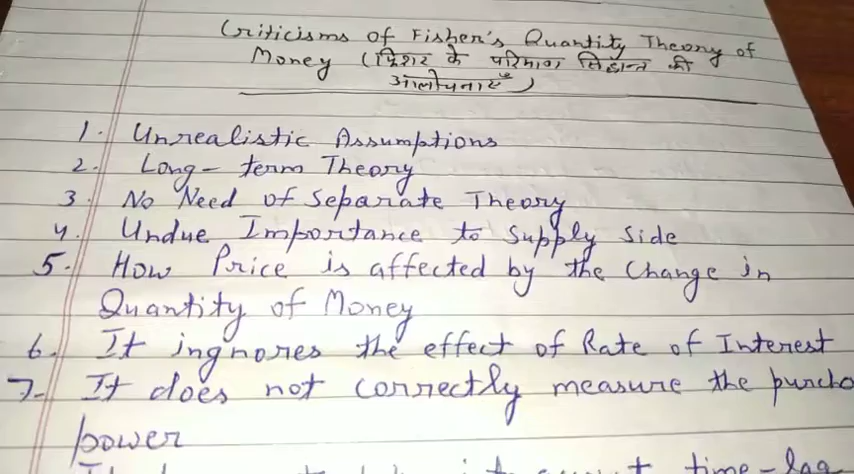 Criticisms of Fisher's Quantity Theory of
Money (फिशर के परिमाण सिद्धान्त की
आलोचनाएँ)
1. Unrealistic Assumptions
2. Long-term Theory
3. No Need of Separate Theory
4. Undue Importance to Supply Side
5. How Price is affected by the Change in
Quantity of Money
6. It ingnores the effect of Rate of Interest
7. It does not correctly measure the
power
time-lag